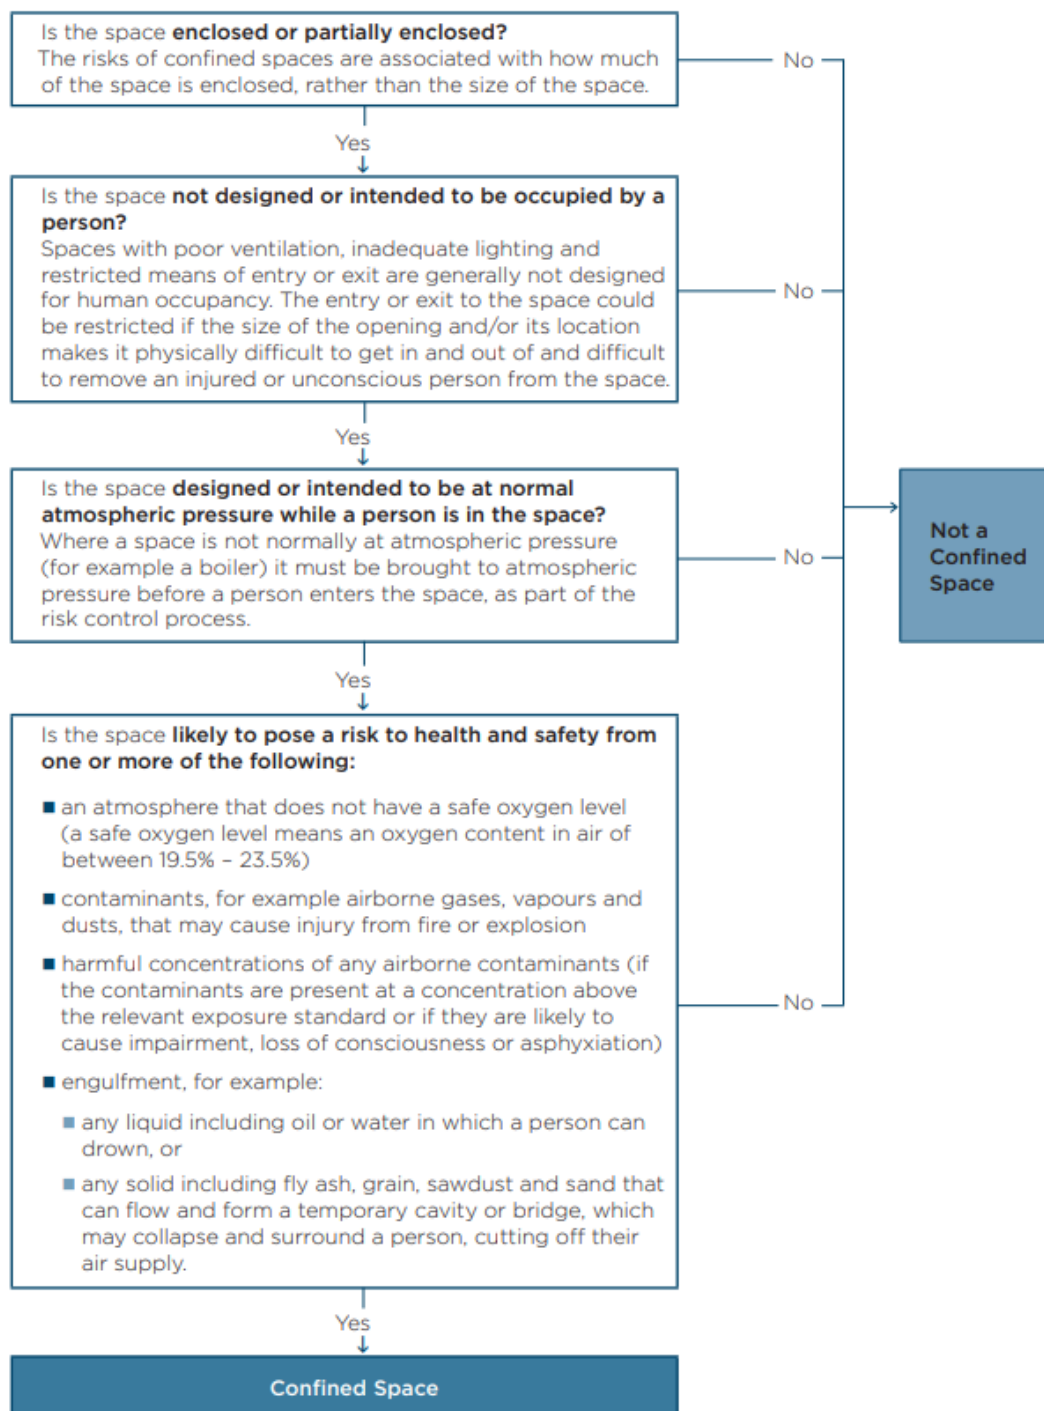 Is the space enclosed or partially enclosed?
The risks of confined spaces are associated with how much
of the space is enclosed, rather than the size of the space.
No
Yes
Is the space not designed or intended to be occupied by a
person?
Spaces with poor ventilation, inadequate lighting and
restricted means of entry or exit are generally not designed
for human occupancy. The entry or exit to the space could
be restricted if the size of the opening and/or its location
makes it physically difficult to get in and out of and difficult
to remove an injured or unconscious person from the space.
No
Yes
Is the space designed or intended to be at normal
atmospheric pressure while a person is in the space?
Where a space is not normally at atmospheric pressure
(for example a boiler) it must be brought to atmospheric
pressure before a person enters the space, as part of the
risk control process.
No
Not a
Confined
Space
Yes
Is the space likely to pose a risk to health and safety from
one or more of the following:
an atmosphere that does not have a safe oxygen level
(a safe oxygen level means an oxygen content in air of
between 19.5% – 23.5%)
contaminants, for example airborne gases, vapours and
dusts, that may cause injury from fire or explosion
harmful concentrations of any airborne contaminants (if
the contaminants are present at a concentration above
the relevant exposure standard or if they are likely to
cause impairment, loss of consciousness or asphyxiation)
No
engulfment, for example:
any liquid including oil or water in which a person can
drown, or
any solid including fly ash, grain, sawdust and sand that
can flow and form a temporary cavity or bridge, which
may collapse and surround a person, cutting off their
air supply.
Yes
Confined Space